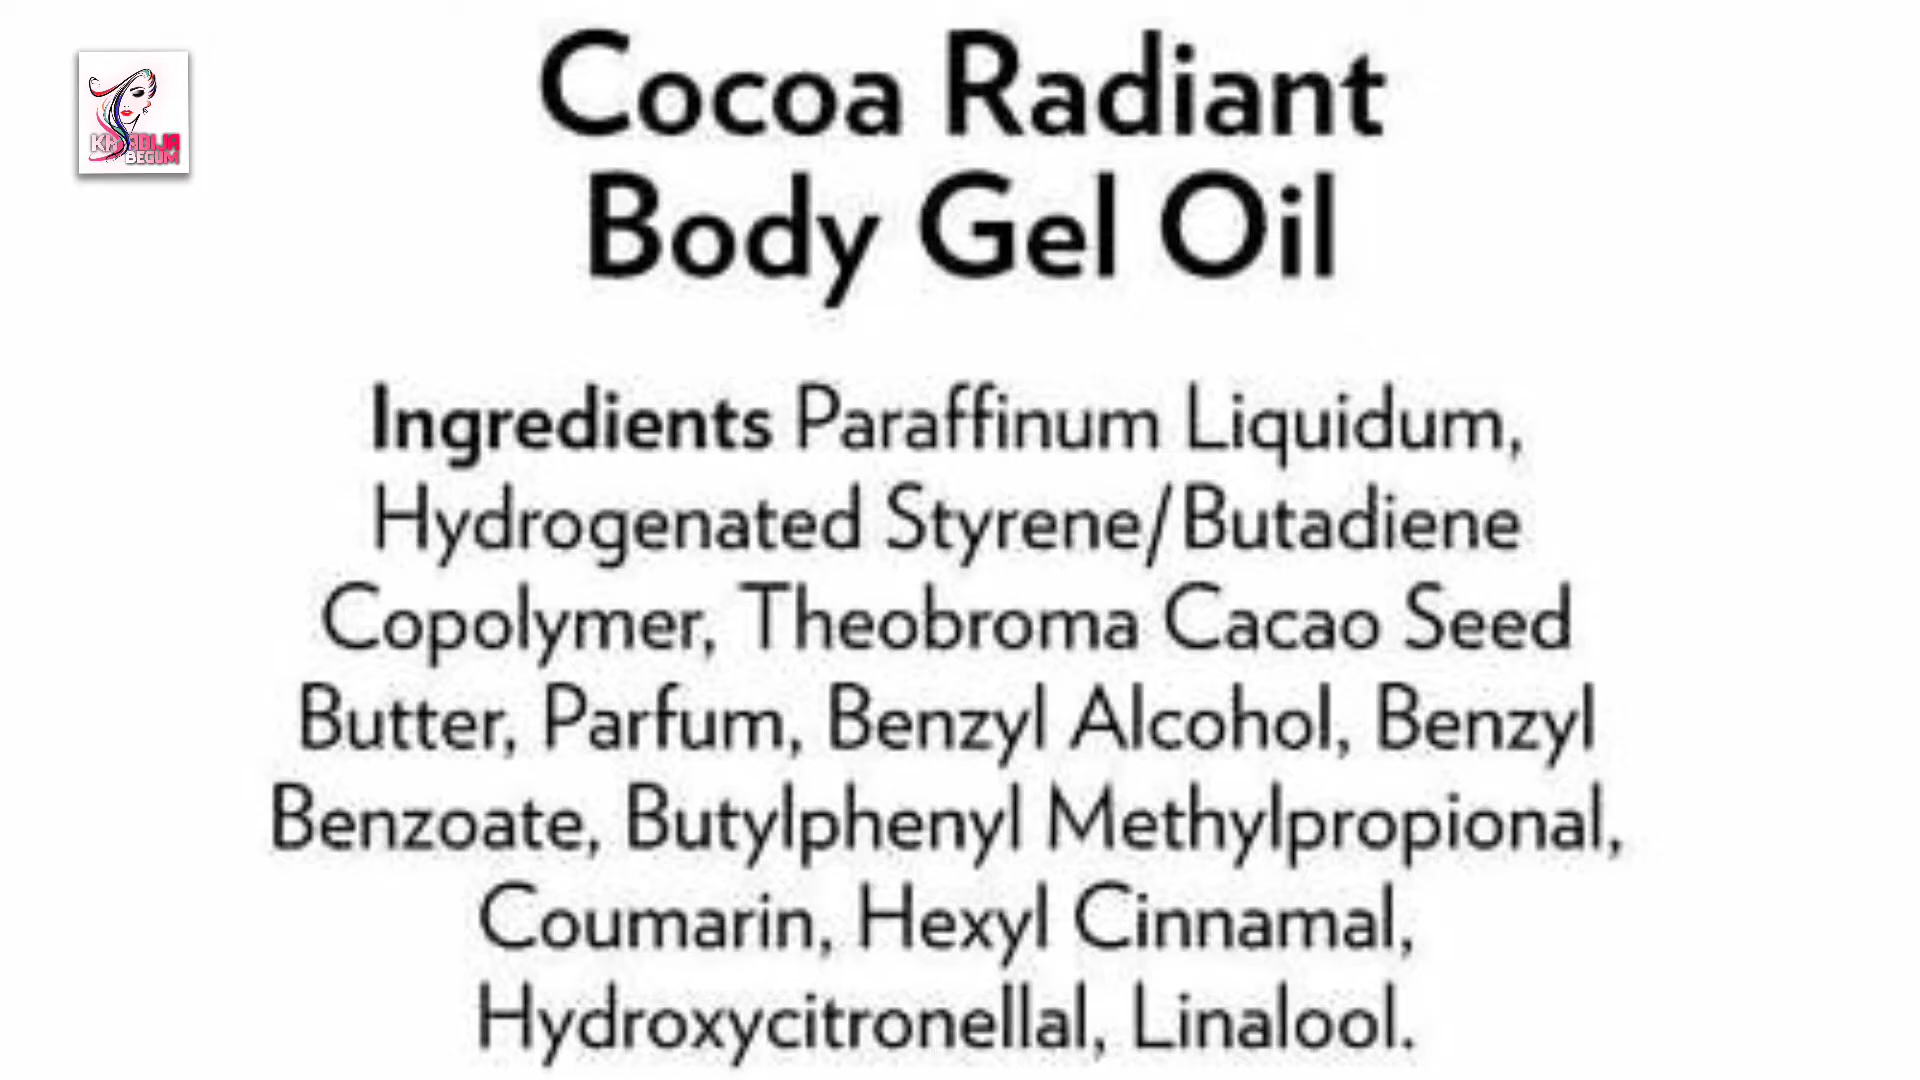 KHADIJA
BEGUM
Cocoa Radiant
Body Gel Oil
Ingredients Paraffinum Liquidum,
Hydrogenated Styrene/Butadiene
Copolymer, Theobroma Cacao Seed
Butter, Parfum, Benzyl Alcohol, Benzyl
Benzoate, Butylphenyl Methylpropional,
Coumarin, Hexyl Cinnamal,
Hydroxycitronellal, Linalool.